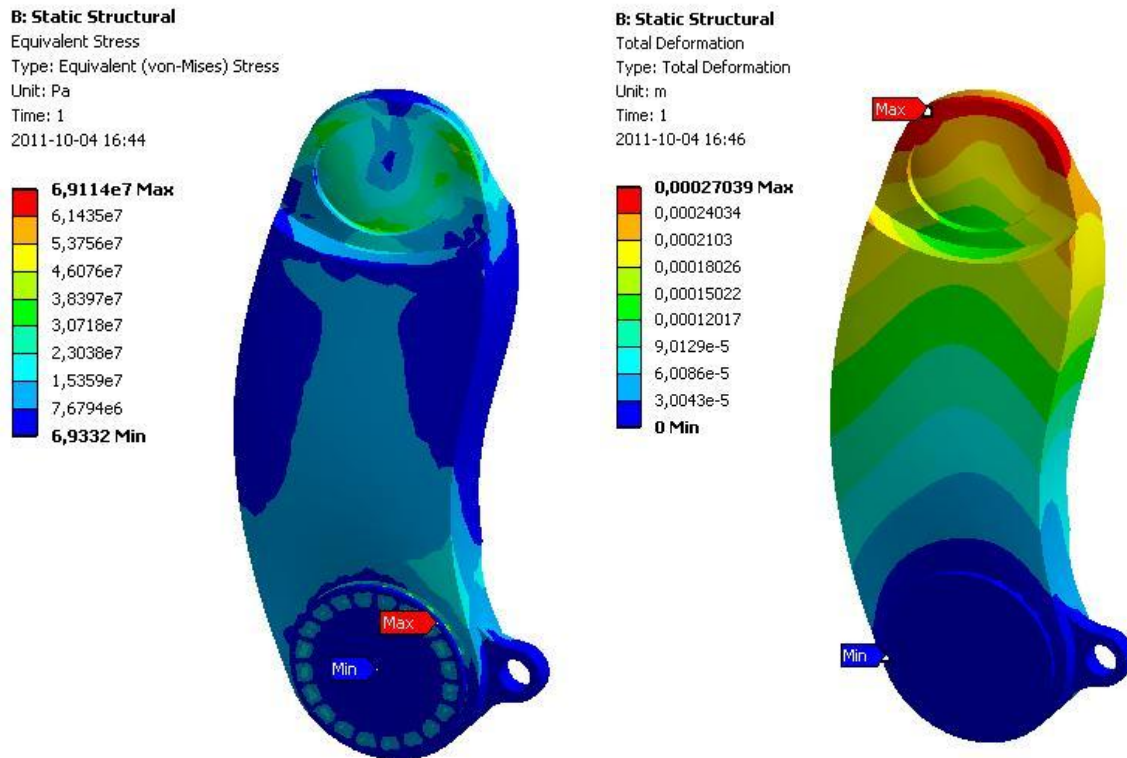 B: Static Structural
Equivalent Stress
Type: Equivalent (von-Mises) Stress
Unit: Pa
Time: 1
2011-10-04 16:44
6,9114e7 Max
6,1435e7
5,3756e7
4,6076e7
3,8397e7
3,0718e7
2,3038e7
1,5359e7
7,6794e6
6,9332 Min
Max
Min
B: Static Structural
Total Deformation
Type: Total Deformation
Unit: m
Time: 1
2011-10-04 16:46
0,00027039 Max
0,00024034
0,0002103
0,00018026
0,00015022
0,00012017
9,0129e-5
6,0086e-5
3,0043e-5
0 Min
Max
Min